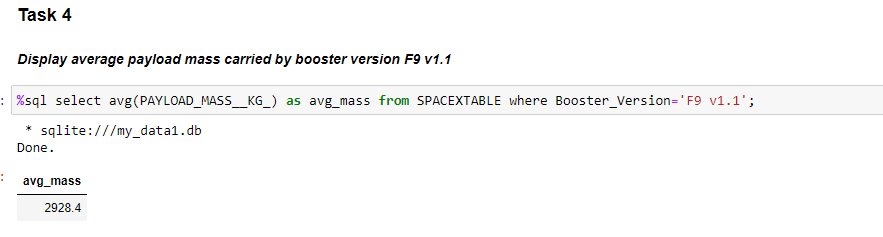 Task 4
Display average payload mass carried by booster version F9 v1.1
: %sql select avg(PAYLOAD_MASS__KG_) as avg_mass from SPACEXTABLE where Booster_Version='F9 v1.1';
* sqlite:///my_data1.db
Done.
:
avg_mass
2928.4